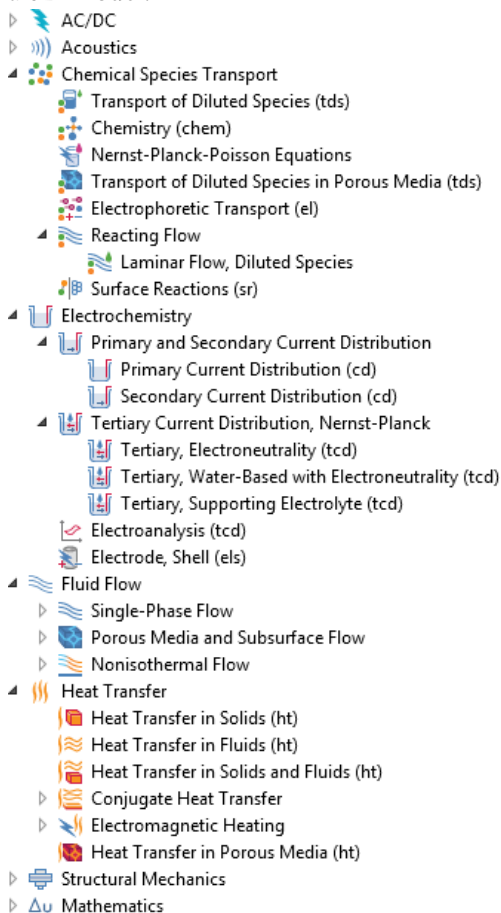 AC/DC
Acoustics
Chemical Species Transport
Transport of Diluted Species (tds)
Chemistry (chem)
Nernst-Planck-Poisson Equations
Transport of Diluted Species in Porous Media (tds)
Electrophoretic Transport (el)
Reacting Flow
Laminar Flow, Diluted Species
Surface Reactions (sr)
Electrochemistry
Primary and Secondary Current Distribution
Primary Current Distribution (cd)
Secondary Current Distribution (cd)
Tertiary Current Distribution, Nernst-Planck
Tertiary, Electroneutrality (tcd)
Tertiary, Water-Based with Electroneutrality (tcd)
Tertiary, Supporting Electrolyte (tcd)
Electroanalysis (tcd)
Electrode, Shell (els)
Fluid Flow
Single-Phase Flow
Porous Media and Subsurface Flow
Nonisothermal Flow
Heat Transfer
Heat Transfer in Solids (ht)
Heat Transfer in Fluids (ht)
Heat Transfer in Solids and Fluids (ht)
Conjugate Heat Transfer
Electromagnetic Heating
Heat Transfer in Porous Media (ht)
Structural Mechanics
Δu Mathematics